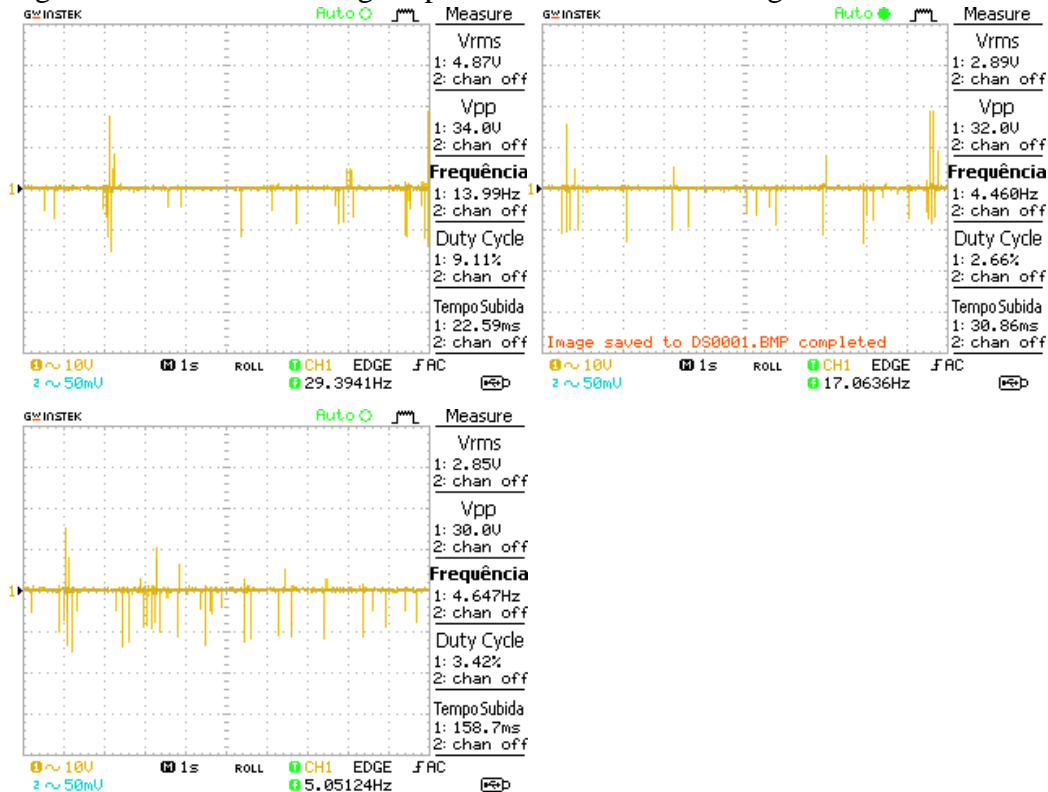 GWINSTEK
Auto
Measure
Vrms
1: 4.87V
2: chan off
Vpp
1: 34.0V
2: chan off
Frequência
1: 13.99Hz
2: chan off
Duty Cycle
1: 9.11%
2: chan off
Tempo Subida
1: 22.59ms
2: chan off
1
1 ~ 10V
M 1s
ROLL
T CH1
EDGE
AC
2 ~ 50mV
f 29.3941Hz
GWINSTEK
Auto
Measure
Vrms
1: 2.89V
2: chan off
Vpp
1: 32.0V
2: chan off
Frequência
1: 4.460Hz
2: chan off
Duty Cycle
1: 2.66%
2: chan off
Tempo Subida
1: 30.86ms
2: chan off
1
Image saved to DS0001.BMP completed
1 ~ 10V
M 1s
ROLL
T CH1
EDGE
AC
2 ~ 50mV
f 17.0636Hz
GWINSTEK
Auto
Measure
Vrms
1: 2.85V
2: chan off
Vpp
1: 30.0V
2: chan off
Frequência
1: 4.647Hz
2: chan off
Duty Cycle
1: 3.42%
2: chan off
Tempo Subida
1: 158.7ms
2: chan off
1
1 ~ 10V
M 1s
ROLL
T CH1
EDGE
AC
2 ~ 50mV
f 5.05124Hz